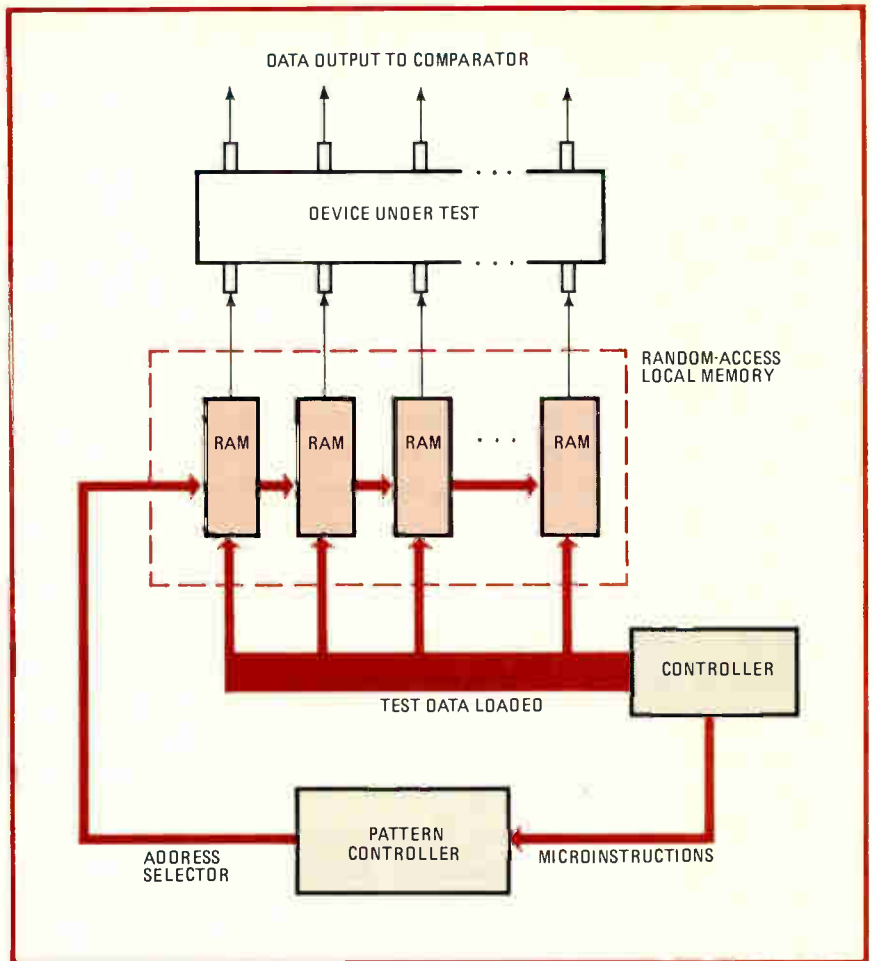 DATA OUTPUT TO COMPARATOR
. . .
DEVICE UNDER TEST
. . .
RANDOM-ACCESS
LOCAL MEMORY
RAM
RAM
RAM
. . .
RAM
CONTROLLER
TEST DATA LOADED
PATTERN
CONTROLLER
ADDRESS
SELECTOR
MICROINSTRUCTIONS